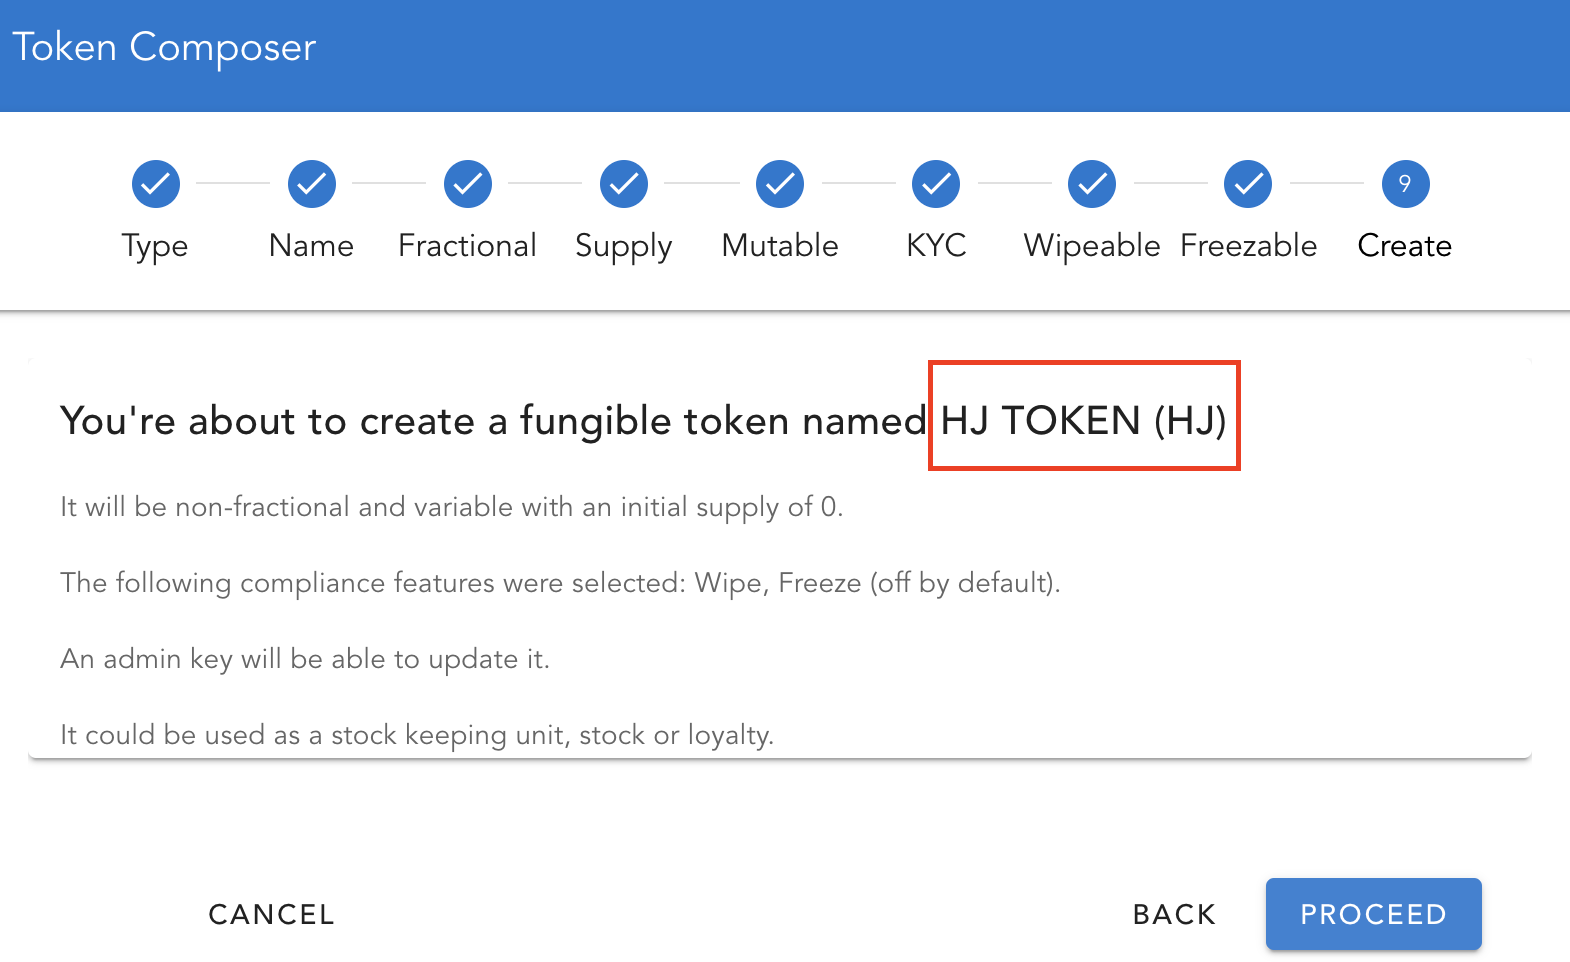 Token Composer
9
Type Name Fractional Supply Mutable KYC Wipeable Freezable Create
You're about to create a fungible token named HJ TOKEN (HJ)
It will be non-fractional and variable with an initial supply of 0.
The following compliance features were selected: Wipe, Freeze (off by default).
An admin key will be able to update it.
It could be used as a stock keeping unit, stock or loyalty.
CANCEL BACK PROCEED